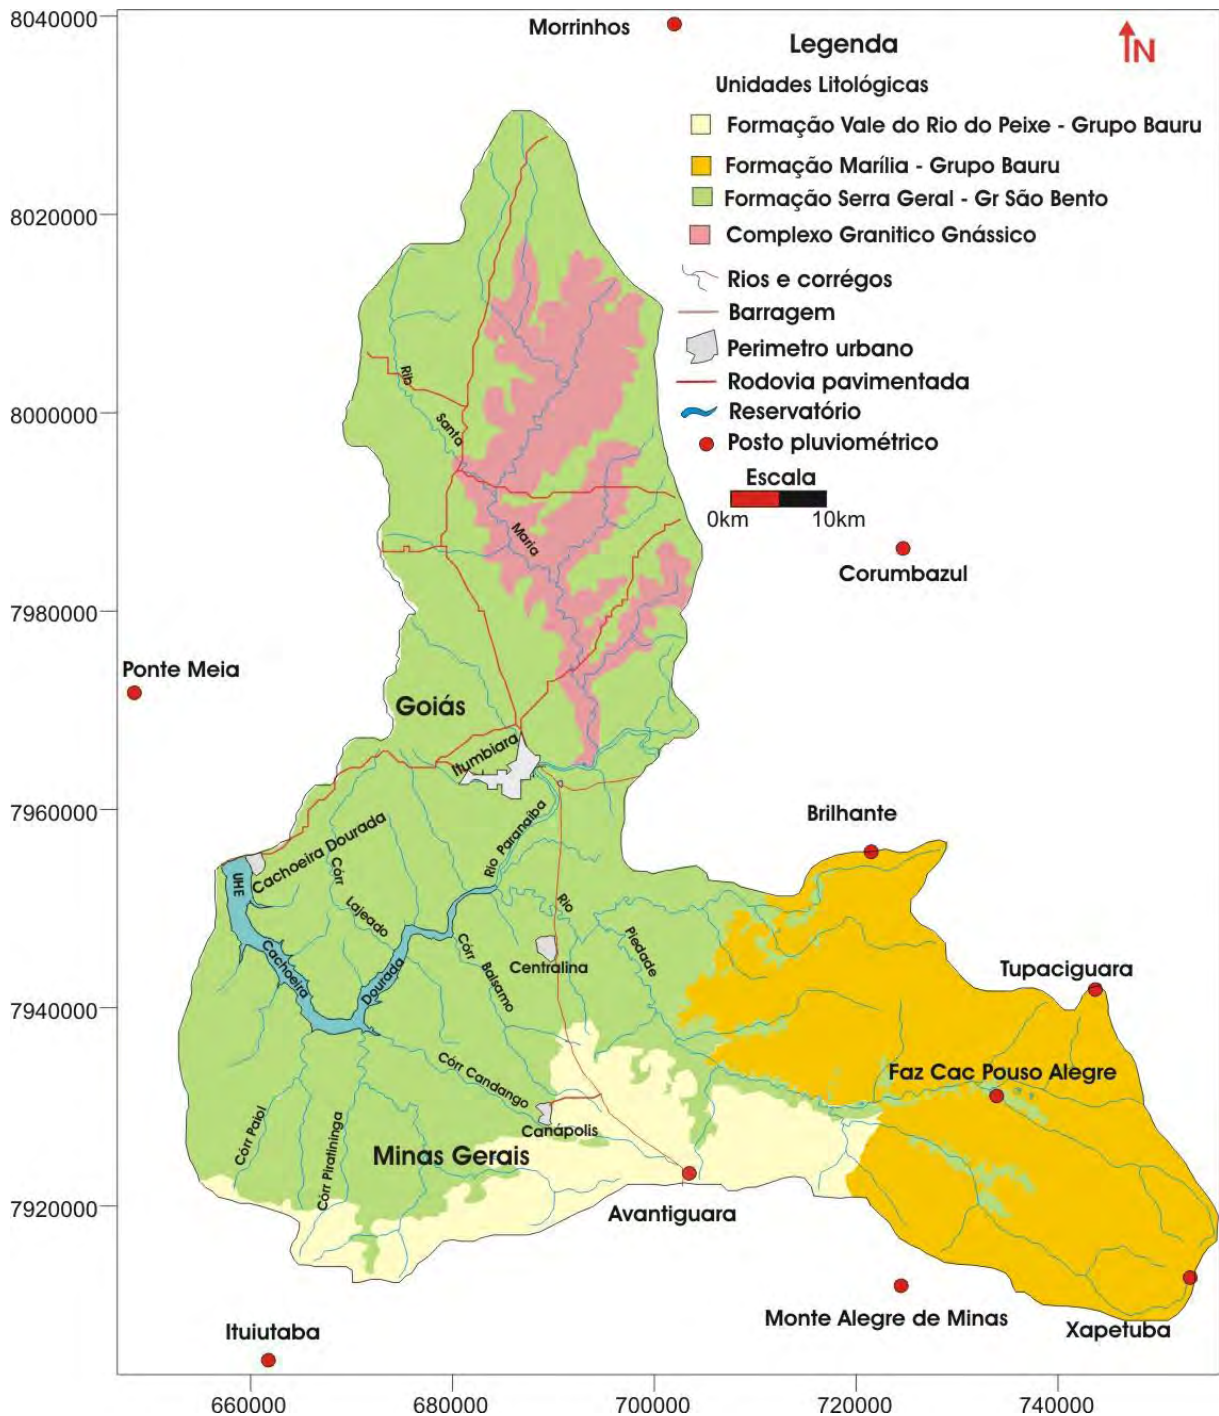 8040000
Morrinhos
Legenda
N
Unidades Litológicas
Formação Vale do Rio do Peixe - Grupo Bauru
Formação Marília - Grupo Bauru
8020000
Formação Serra Geral - Gr São Bento
Complexo Granitico Gnássico
Rios e corrégos
Barragem
Perimetro urbano
Rib
Rodovia pavimentada
8000000
Reservatório
Santa
Posto pluviométrico
Escala
0km 10km
Maria
Corumbazul
7980000
Ponte Meia
Goiás
Itumbiara
7960000
Brilhante
Rio Paranaíba
Cachoeira Dourada
UHE
Córr
Lajeado
Rio
Piedade
Córr
Balsamo
Centralina
Cachoeira
Dourada
Tupaciguara
7940000
Córr Candango
Faz Cac Pouso Alegre
Córr Paiol
Córr Piratininga
Canápolis
Minas Gerais
7920000
Avantiguara
Monte Alegre de Minas
Xapetuba
Ituiutaba
660000
680000
700000
720000
740000